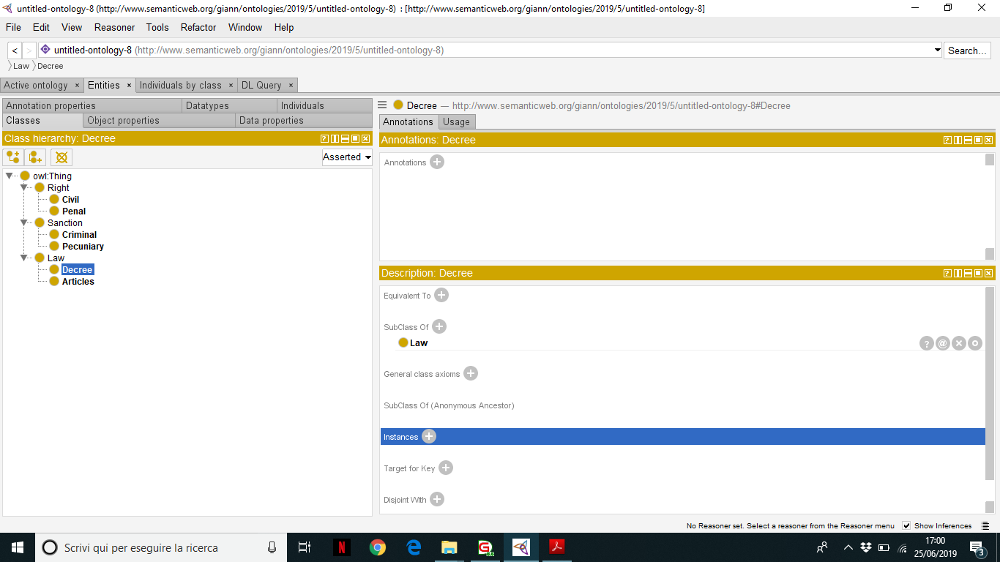 untitled-ontology-8 (http://www.semanticweb.org/giann/ontologies/2019/5/untitled-ontology-8)  : [http://www.semanticweb.org/giann/ontologies/2019/5/untitled-ontology-8]
File Edit View Reasoner Tools Refactor Window Help
< > untitled-ontology-8 (http://www.semanticweb.org/giann/ontologies/2019/5/untitled-ontology-8) Search...
Law Decree
Active ontology × Entities × Individuals by class × DL Query ×
Annotation properties Datatypes Individuals
Classes Object properties Data properties
Class hierarchy: Decree
Asserted
owl:Thing
Right
Civil
Penal
Sanction
Criminal
Pecuniary
Law
Decree
Articles
Decree — http://www.semanticweb.org/giann/ontologies/2019/5/untitled-ontology-8#Decree
Annotations Usage
Annotations: Decree
Annotations
Description: Decree
Equivalent To
SubClass Of
Law
General class axioms
SubClass Of (Anonymous Ancestor)
Instances
Target for Key
Disjoint With
No Reasoner set. Select a reasoner from the Reasoner menu Show Inferences
Scrivi qui per eseguire la ricerca
17:00
25/06/2019
3